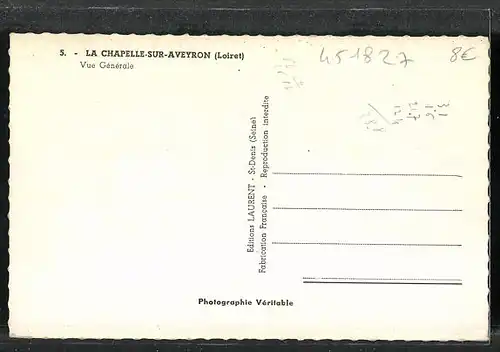 5. - LA CHAPELLE-SUR-AVEYRON (Loiret)
Vue Générale
451827
8€
Editions LAURENT - St-Denis (Seine)
Fabrication Française - Reproduction Interdite
Photographie Véritable